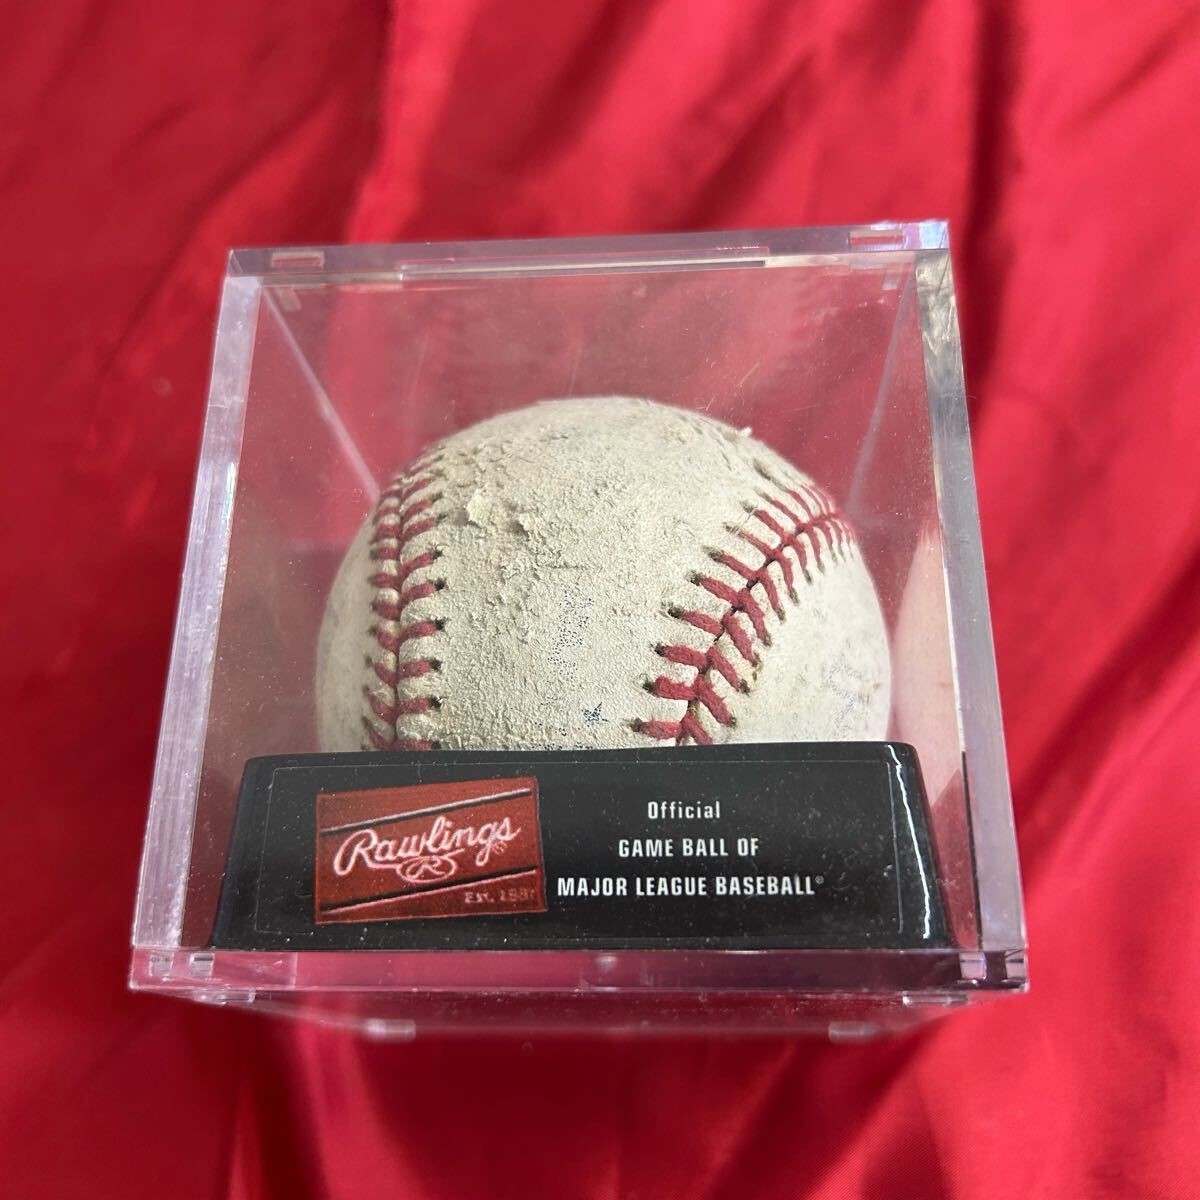 Rawlings
R
EST. 1887
Official
GAME BALL OF
MAJOR LEAGUE BASEBALL®